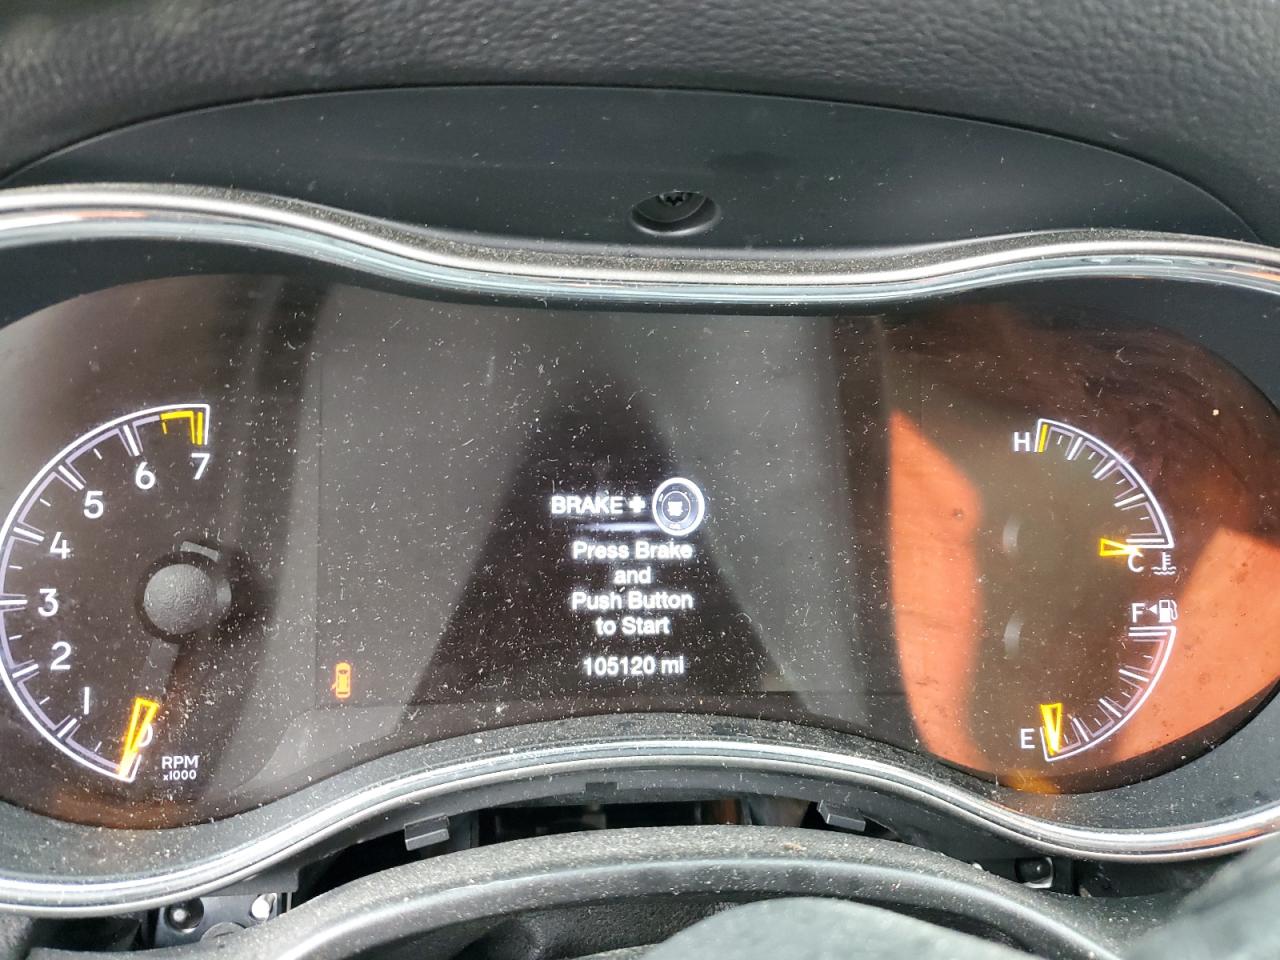 7
6
5
4
3
2
1
0
RPM
x1000
BRAKE +
Press Brake
and
Push Button
to Start
105120 mi
H
C
F
E